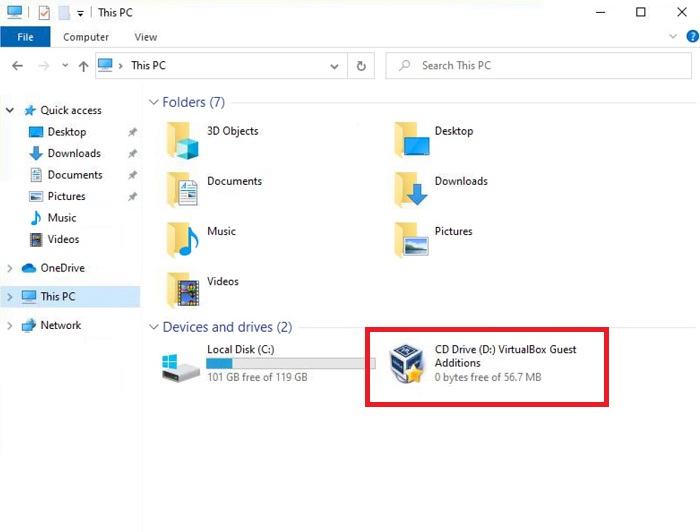 This PC
File Computer View
This PC
Search This PC
Quick access
Desktop
Downloads
Documents
Pictures
Music
Videos
OneDrive
This PC
Network
Folders (7)
3D Objects
Desktop
Documents
Downloads
Music
Pictures
Videos
Devices and drives (2)
Local Disk (C:)
101 GB free of 119 GB
CD Drive (D:) VirtualBox Guest
Additions
0 bytes free of 56.7 MB